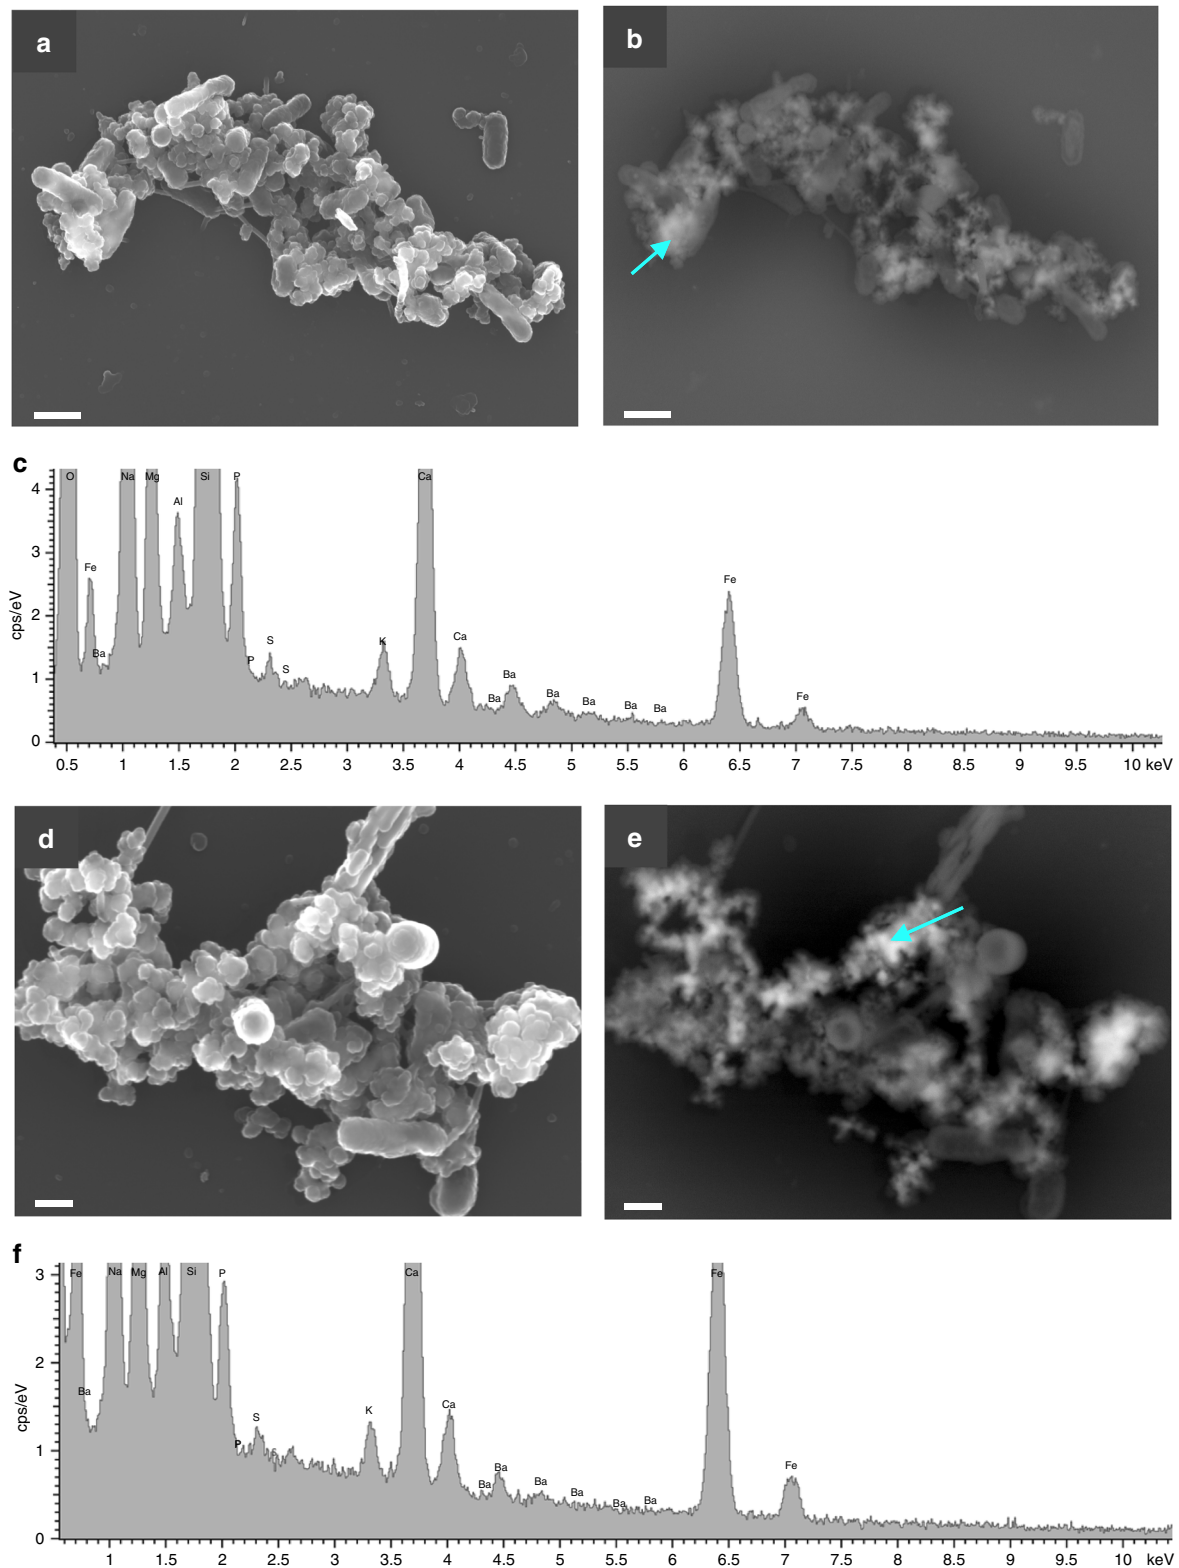 a
b
c
O Na Mg Si P Ca
4
Al
3
Fe Fe
cps/eV
2
Ba P S S K Ca
1
Ba Ba Ba Ba Ba Ba Fe
0
0.5 1 1.5 2 2.5 3 3.5 4 4.5 5 5.5 6 6.5 7 7.5 8 8.5 9 9.5 10 keV
d
e
f
3 Fe Na Mg Al Si P Ca Fe
2
cps/eV
Ba P S S K Ca
1
Ba Ba Ba Ba Ba Ba Fe
0
1 1.5 2 2.5 3 3.5 4 4.5 5 5.5 6 6.5 7 7.5 8 8.5 9 9.5 10 keV